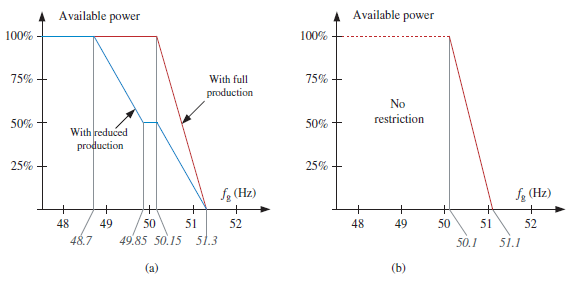 Available power
100%
75%
50%
25%
With full
production
With reduced
production
fg (Hz)
48 49 50 51 52
48.7 49.85 50.15 51.3
(a)
Available power
100%
75%
50%
25%
No
restriction
fg (Hz)
48 49 50 51 52
50.1 51.1
(b)